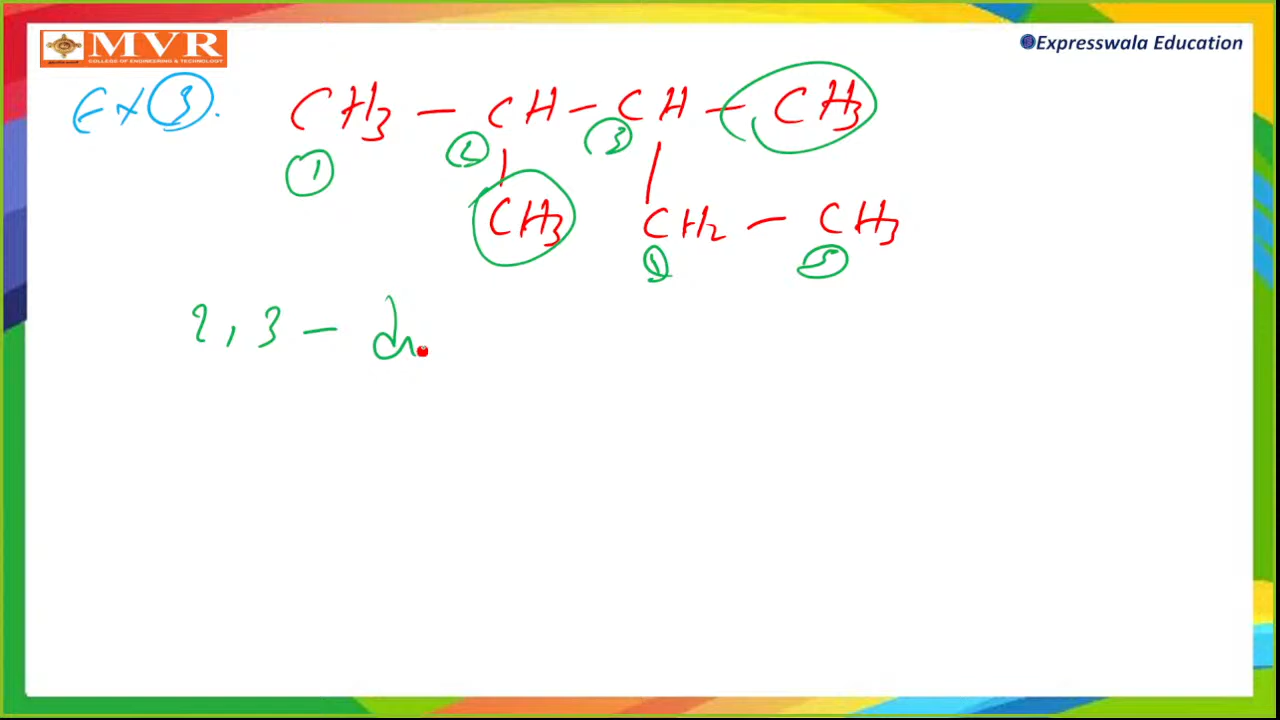 MVR
COLLEGE OF ENGINEERING & TECHNOLOGY
Expresswala Education
Ex 3.
CH3 - CH - CH - CH3
1 2 3
CH3 CH2 - CH3
5
2, 3 - di